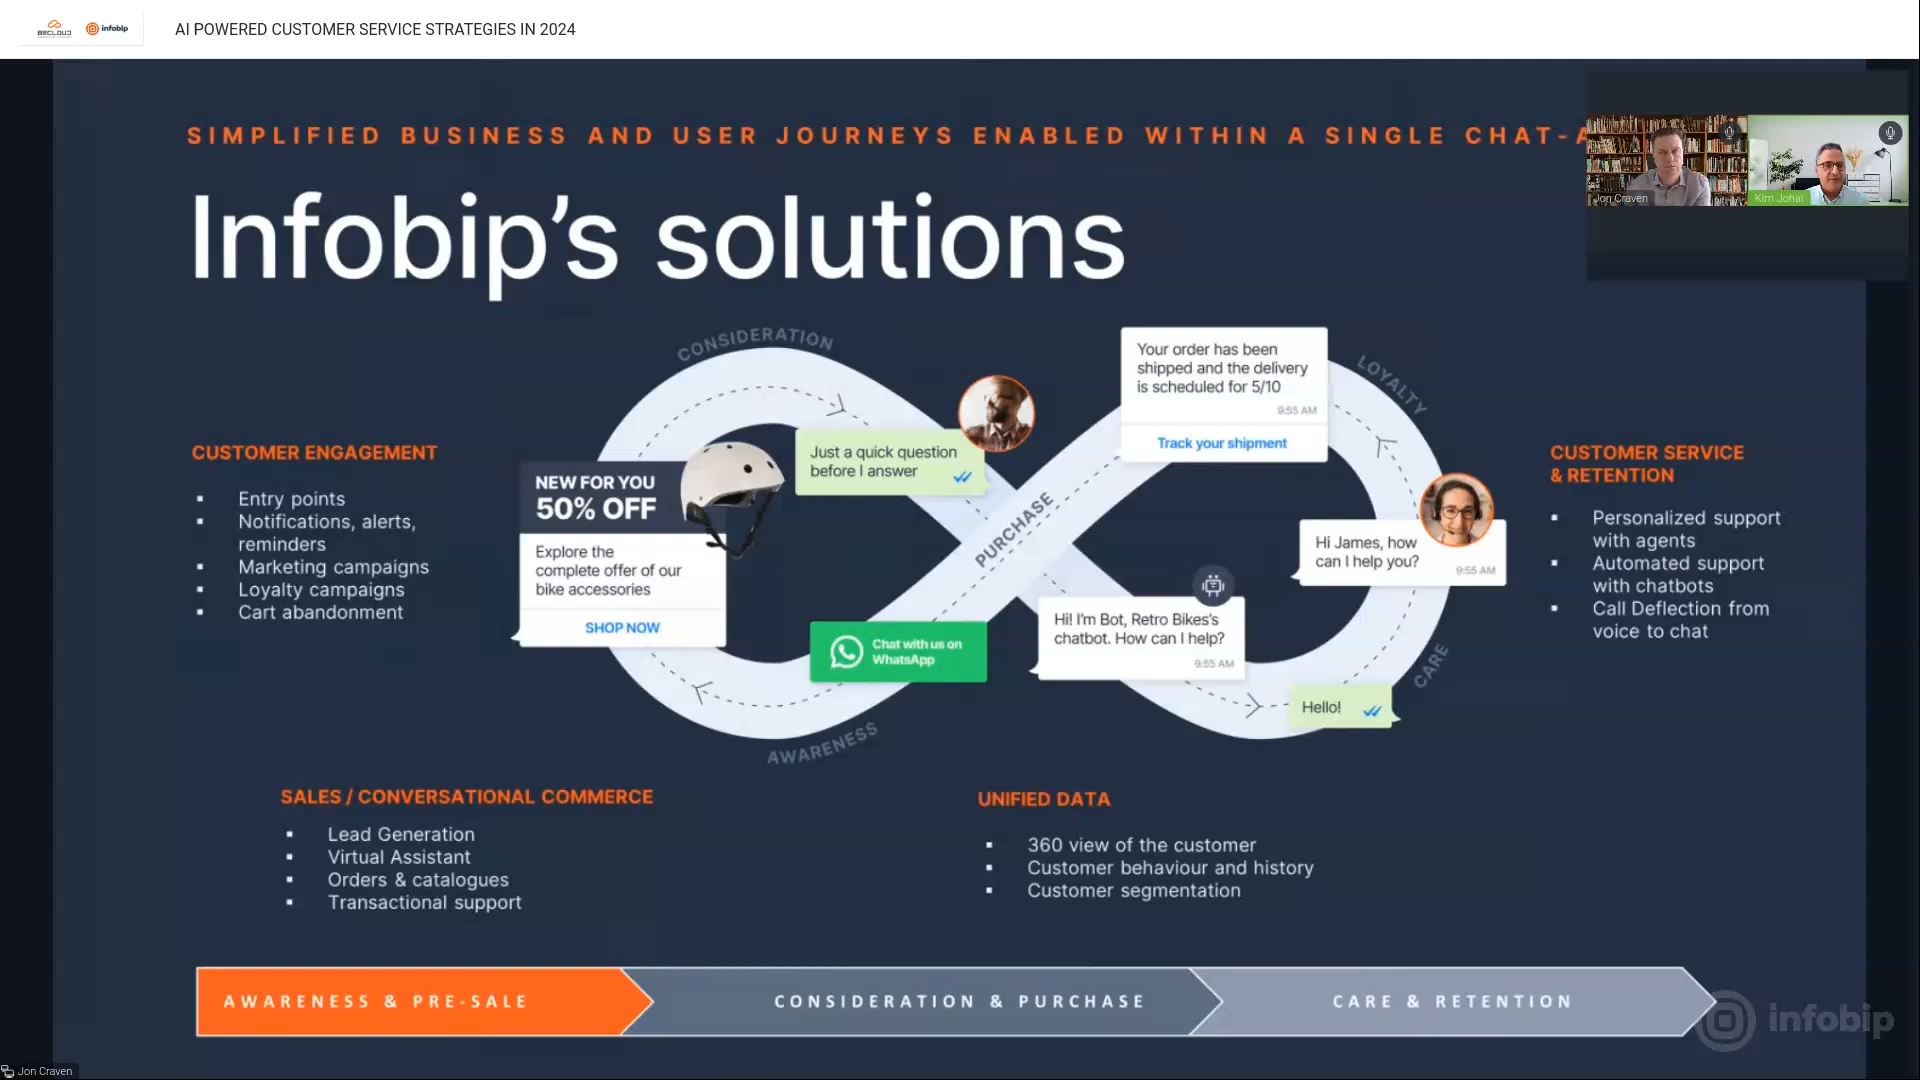 BECLOUD
infobip
AI POWERED CUSTOMER SERVICE STRATEGIES IN 2024
SIMPLIFIED BUSINESS AND USER JOURNEYS ENABLED WITHIN A SINGLE CHAT-A
Infobip’s solutions
Jon Craven
Kim Johal
CONSIDERATION
LOYALTY
Your order has been
shipped and the delivery
is scheduled for 5/10
9:55 AM
Track your shipment
CUSTOMER ENGAGEMENT
▪ Entry points
▪ Notifications, alerts,
reminders
▪ Marketing campaigns
▪ Loyalty campaigns
▪ Cart abandonment
NEW FOR YOU
50% OFF
Explore the
complete offer of our
bike accessories
SHOP NOW
Just a quick question
before I answer
PURCHASE
Chat with us on
WhatsApp
Hi! I'm Bot, Retro Bikes's
chatbot. How can I help?
9:55 AM
Hi James, how
can I help you?
9:55 AM
Hello!
CARE
AWARENESS
CUSTOMER SERVICE
& RETENTION
▪ Personalized support
with agents
▪ Automated support
with chatbots
▪ Call Deflection from
voice to chat
SALES / CONVERSATIONAL COMMERCE
▪ Lead Generation
▪ Virtual Assistant
▪ Orders & catalogues
▪ Transactional support
UNIFIED DATA
▪ 360 view of the customer
▪ Customer behaviour and history
▪ Customer segmentation
AWARENESS & PRE-SALE
CONSIDERATION & PURCHASE
CARE & RETENTION
infobip
Jon Craven